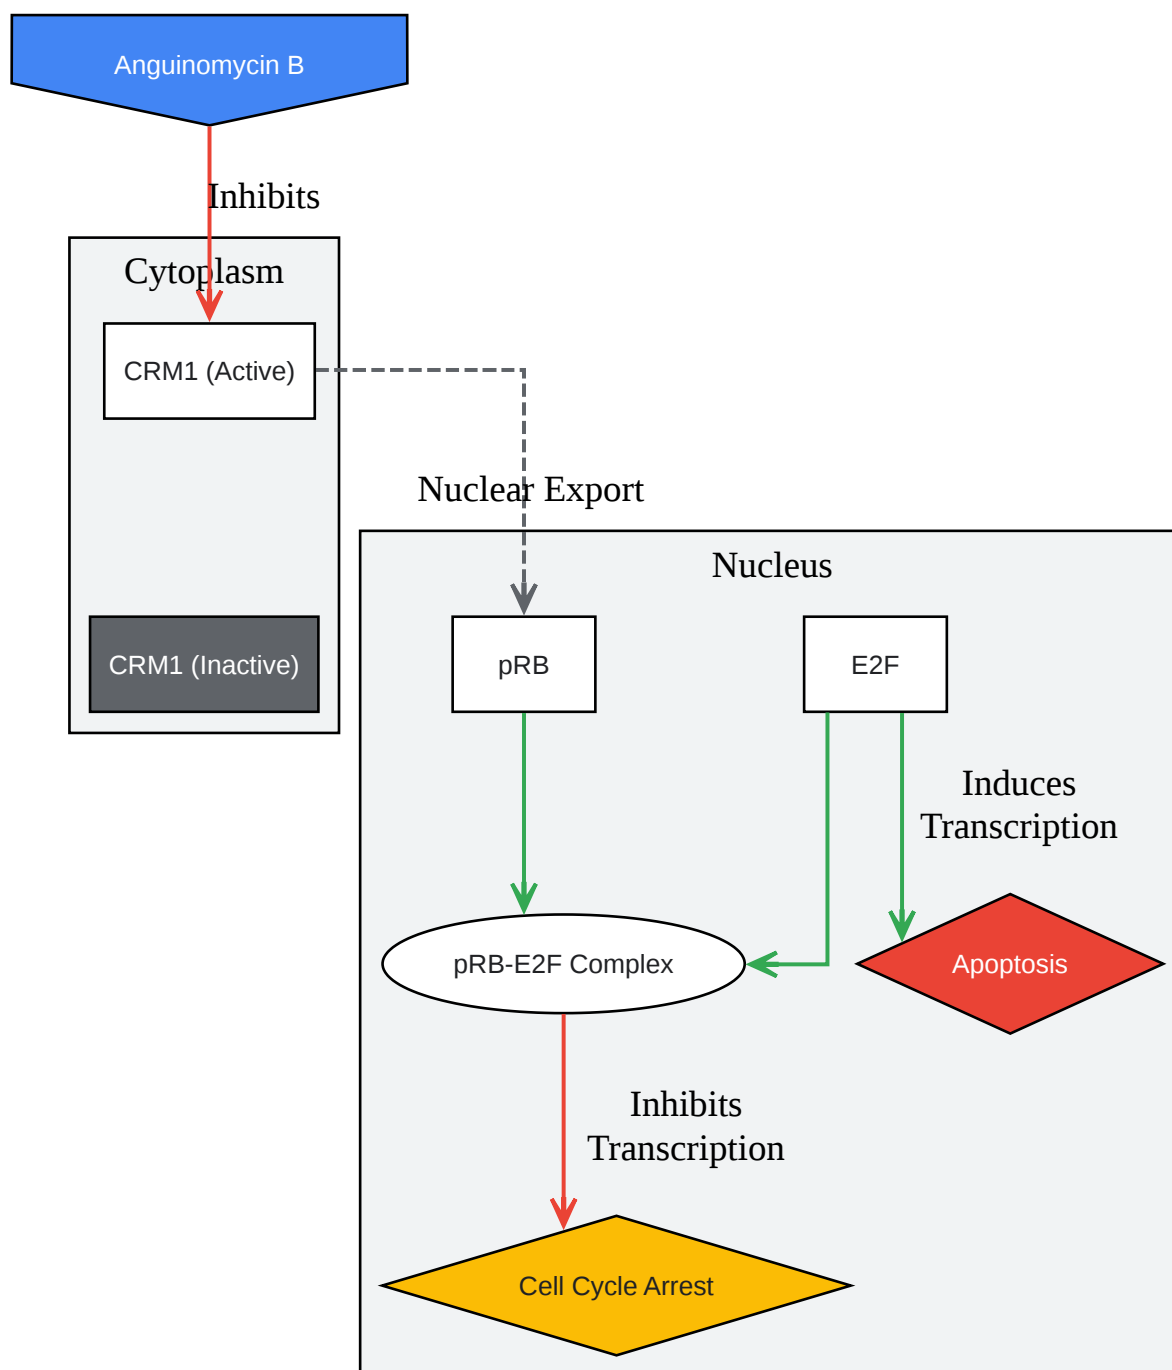 Anguinomycin B
Inhibits
Cytoplasm
CRM1 (Active)
Nuclear Export
Nucleus
CRM1 (Inactive)
pRB
E2F
Induces
Transcription
pRB-E2F Complex
Apoptosis
Inhibits
Transcription
Cell Cycle Arrest